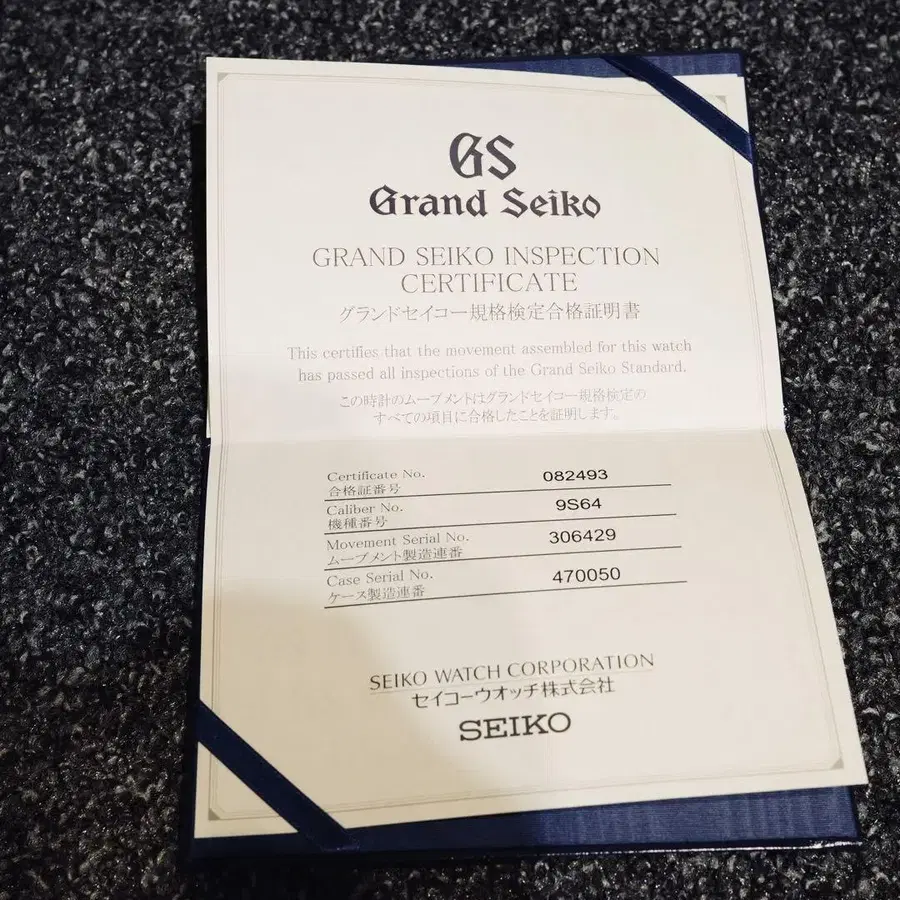 GS
Grand Seiko
GRAND SEIKO INSPECTION
CERTIFICATE
グランドセイコー規格検定合格証明書
This certifies that the movement assembled for this watch
has passed all inspections of the Grand Seiko Standard.
この時計のムーブメントはグランドセイコー規格検定の
すべての項目に合格したことを証明します。
Certificate No. 082493
合格証番号
Caliber No. 9S64
機種番号
Movement Serial No. 306429
ムーブメント製造連番
Case Serial No. 470050
ケース製造連番
SEIKO WATCH CORPORATION
セイコーウオッチ株式会社
SEIKO